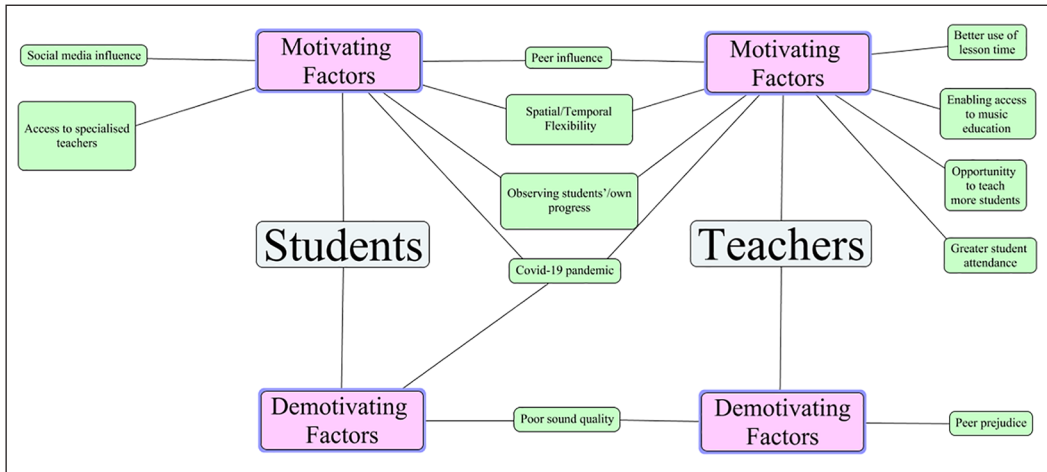 Social media influence
Access to specialised
teachers
Motivating
Factors
Peer influence
Spatial/Temporal
Flexibility
Observing students'/own
progress
Covid-19 pandemic
Motivating
Factors
Better use of
lesson time
Enabling access
to music
education
Opportunitty
to teach
more students
Greater student
attendance
Students
Teachers
Demotivating
Factors
Poor sound quality
Demotivating
Factors
Peer prejudice